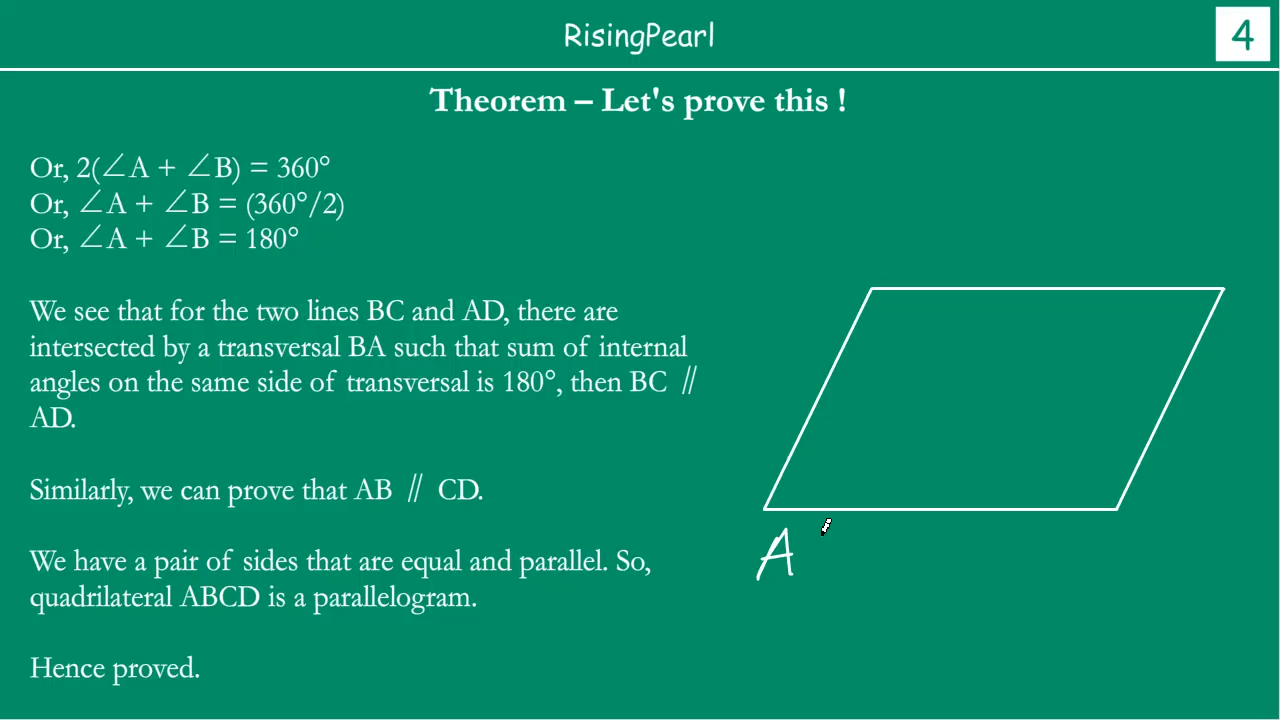 RisingPearl
4
Theorem – Let's prove this !
Or, 2(∠A + ∠B) = 360°
Or, ∠A + ∠B = (360°/2)
Or, ∠A + ∠B = 180°
We see that for the two lines BC and AD, there are
intersected by a transversal BA such that sum of internal
angles on the same side of transversal is 180°, then BC ∥
AD.
Similarly, we can prove that AB ∥ CD.
We have a pair of sides that are equal and parallel. So,
quadrilateral ABCD is a parallelogram.
Hence proved.
A